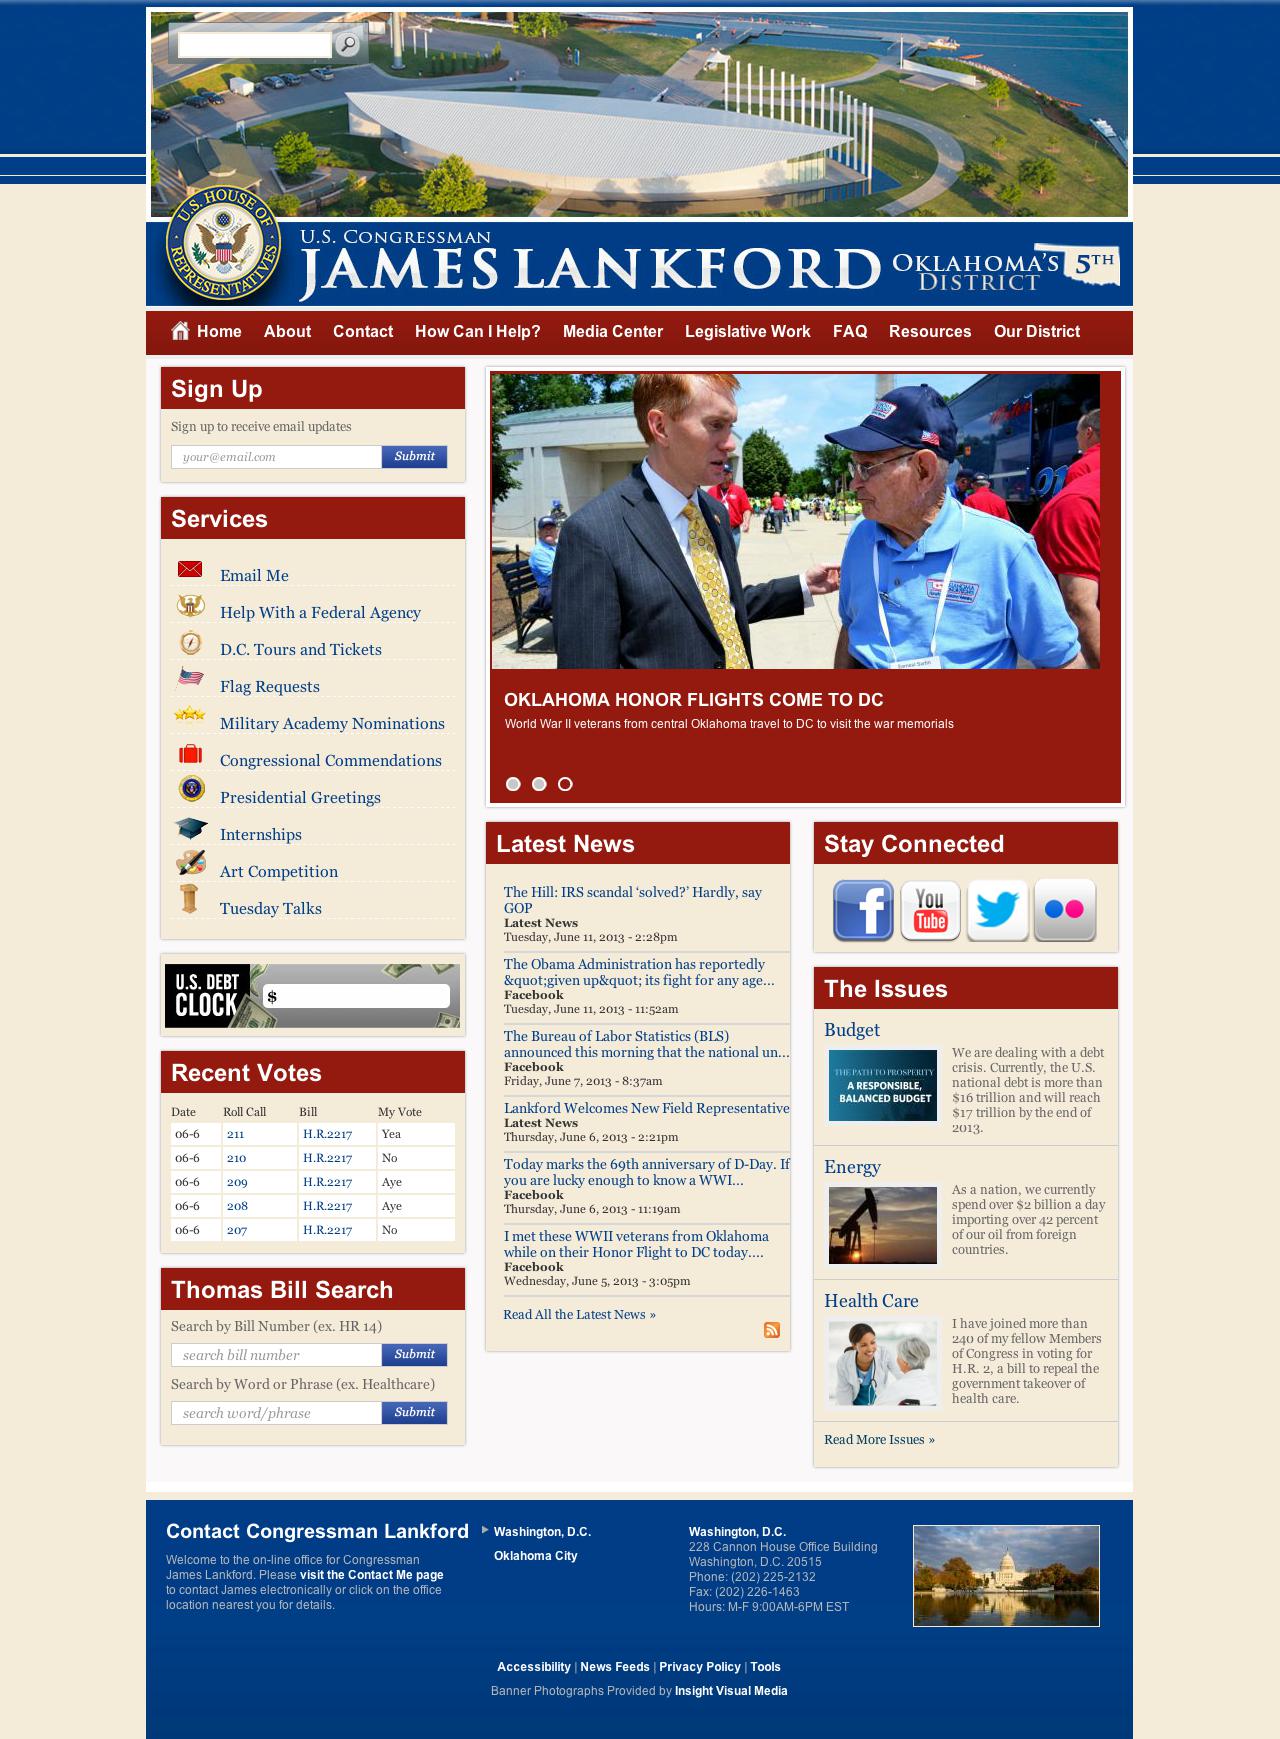 U.S. HOUSE OF REPRESENTATIVES
U.S. Congressman
JAMES LANKFORD
Oklahoma's 5th
District
Home About Contact How Can I Help? Media Center Legislative Work FAQ Resources Our District
Sign Up
Sign up to receive email updates
your@email.com Submit
Services
Email Me
Help With a Federal Agency
D.C. Tours and Tickets
Flag Requests
Military Academy Nominations
Congressional Commendations
Presidential Greetings
Internships
Art Competition
Tuesday Talks
U.S. DEBT
CLOCK
$
Recent Votes
Date Roll Call Bill My Vote
06-6 211 H.R.2217 Yea
06-6 210 H.R.2217 No
06-6 209 H.R.2217 Aye
06-6 208 H.R.2217 Aye
06-6 207 H.R.2217 No
Thomas Bill Search
Search by Bill Number (ex. HR 14)
search bill number Submit
Search by Word or Phrase (ex. Healthcare)
search word/phrase Submit
01
OKLAHOMA HONOR FLIGHTS COME TO DC
World War II veterans from central Oklahoma travel to DC to visit the war memorials
Latest News
The Hill: IRS scandal ‘solved?’ Hardly, say
GOP
Latest News
Tuesday, June 11, 2013 - 2:28pm
The Obama Administration has reportedly
&quot;given up&quot; its fight for any age...
Facebook
Tuesday, June 11, 2013 - 11:52am
The Bureau of Labor Statistics (BLS)
announced this morning that the national un...
Facebook
Friday, June 7, 2013 - 8:37am
Lankford Welcomes New Field Representative
Latest News
Thursday, June 6, 2013 - 2:21pm
Today marks the 69th anniversary of D-Day. If
you are lucky enough to know a WWI...
Facebook
Thursday, June 6, 2013 - 11:19am
I met these WWII veterans from Oklahoma
while on their Honor Flight to DC today....
Facebook
Wednesday, June 5, 2013 - 3:05pm
Read All the Latest News »
Stay Connected
f
You
Tube
The Issues
Budget
THE PATH TO PROSPERITY
A RESPONSIBLE,
BALANCED BUDGET
We are dealing with a debt
crisis. Currently, the U.S.
national debt is more than
$16 trillion and will reach
$17 trillion by the end of
2013.
Energy
As a nation, we currently
spend over $2 billion a day
importing over 42 percent
of our oil from foreign
countries.
Health Care
I have joined more than
240 of my fellow Members
of Congress in voting for
H.R. 2, a bill to repeal the
government takeover of
health care.
Read More Issues »
Contact Congressman Lankford
Welcome to the on-line office for Congressman
James Lankford. Please visit the Contact Me page
to contact James electronically or click on the office
location nearest you for details.
Washington, D.C.
Oklahoma City
Washington, D.C.
228 Cannon House Office Building
Washington, D.C. 20515
Phone: (202) 225-2132
Fax: (202) 226-1463
Hours: M-F 9:00AM-6PM EST
Accessibility | News Feeds | Privacy Policy | Tools
Banner Photographs Provided by Insight Visual Media